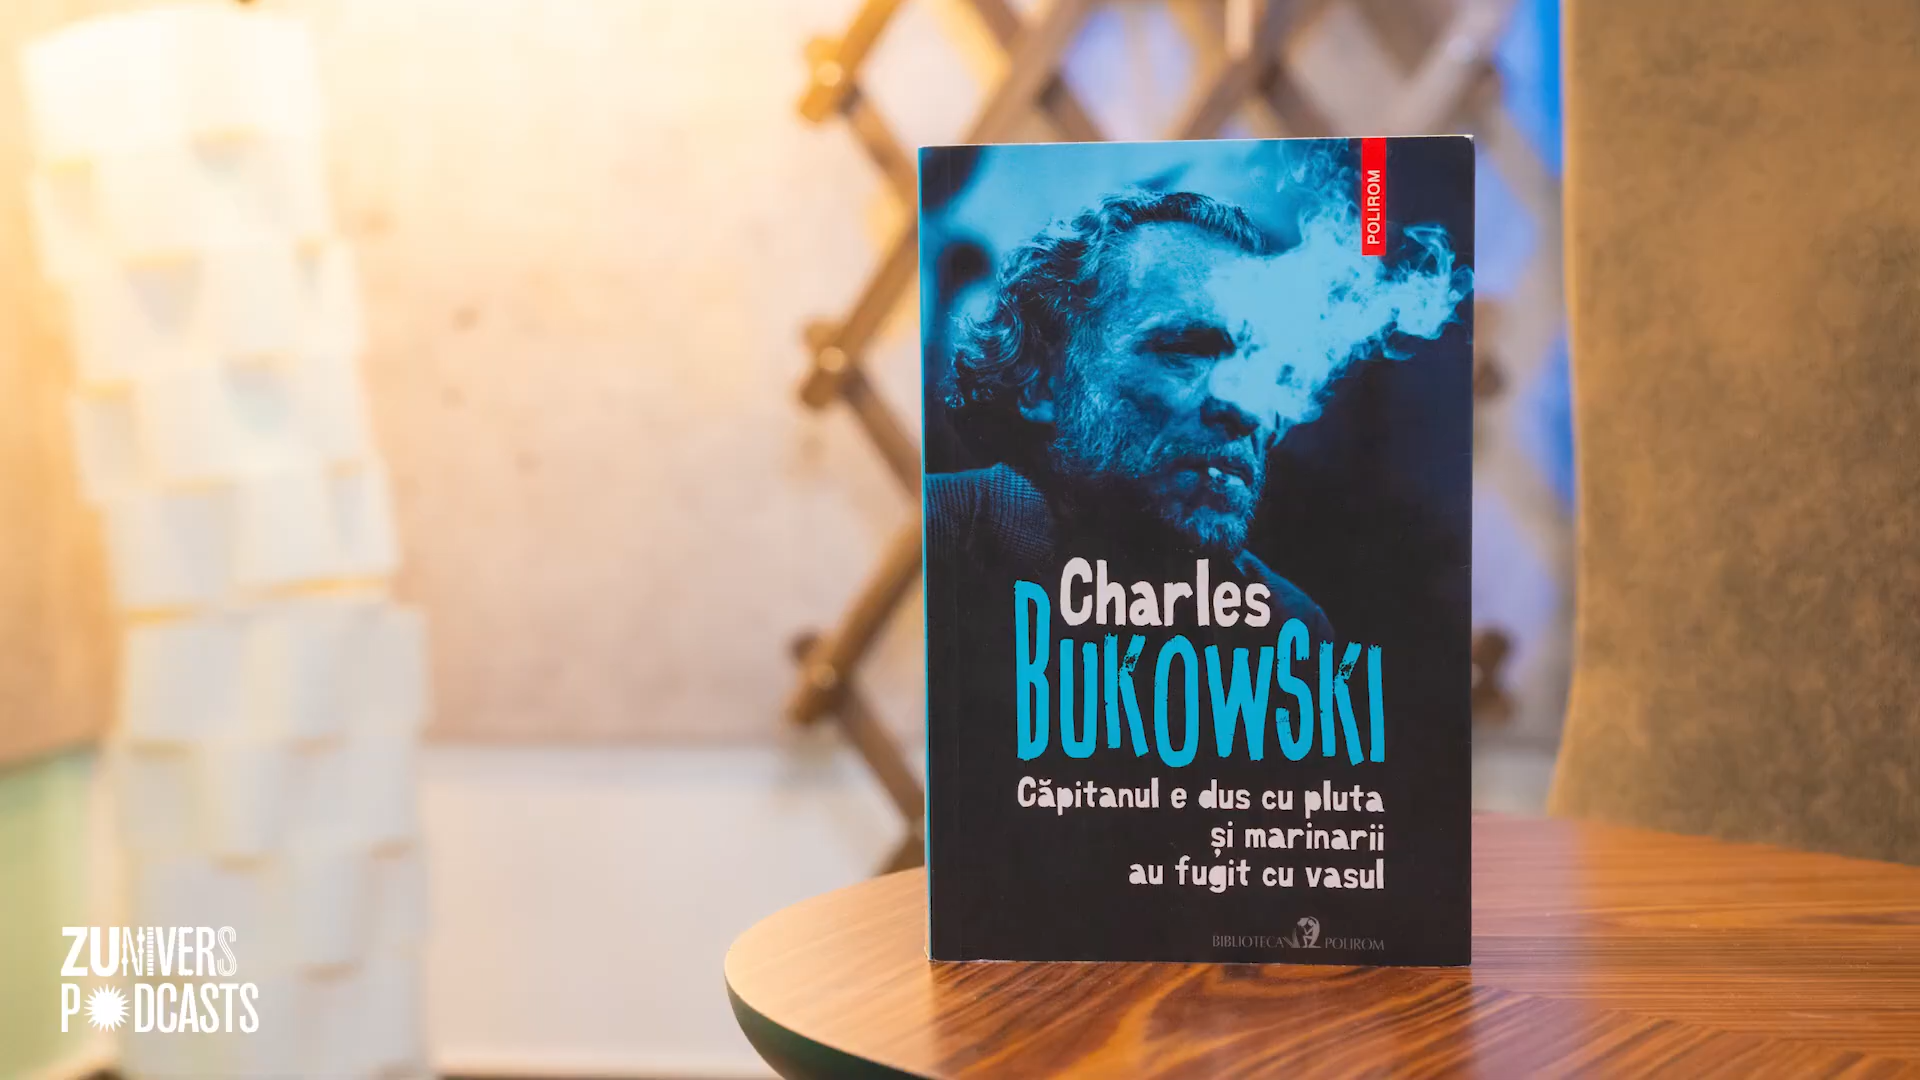 POLIROM
Charles
BUKOWSKI
Căpitanul e dus cu pluta
și marinarii
au fugit cu vasul
BIBLIOTECA POLIROM
ZUNIVERS
PODCASTS